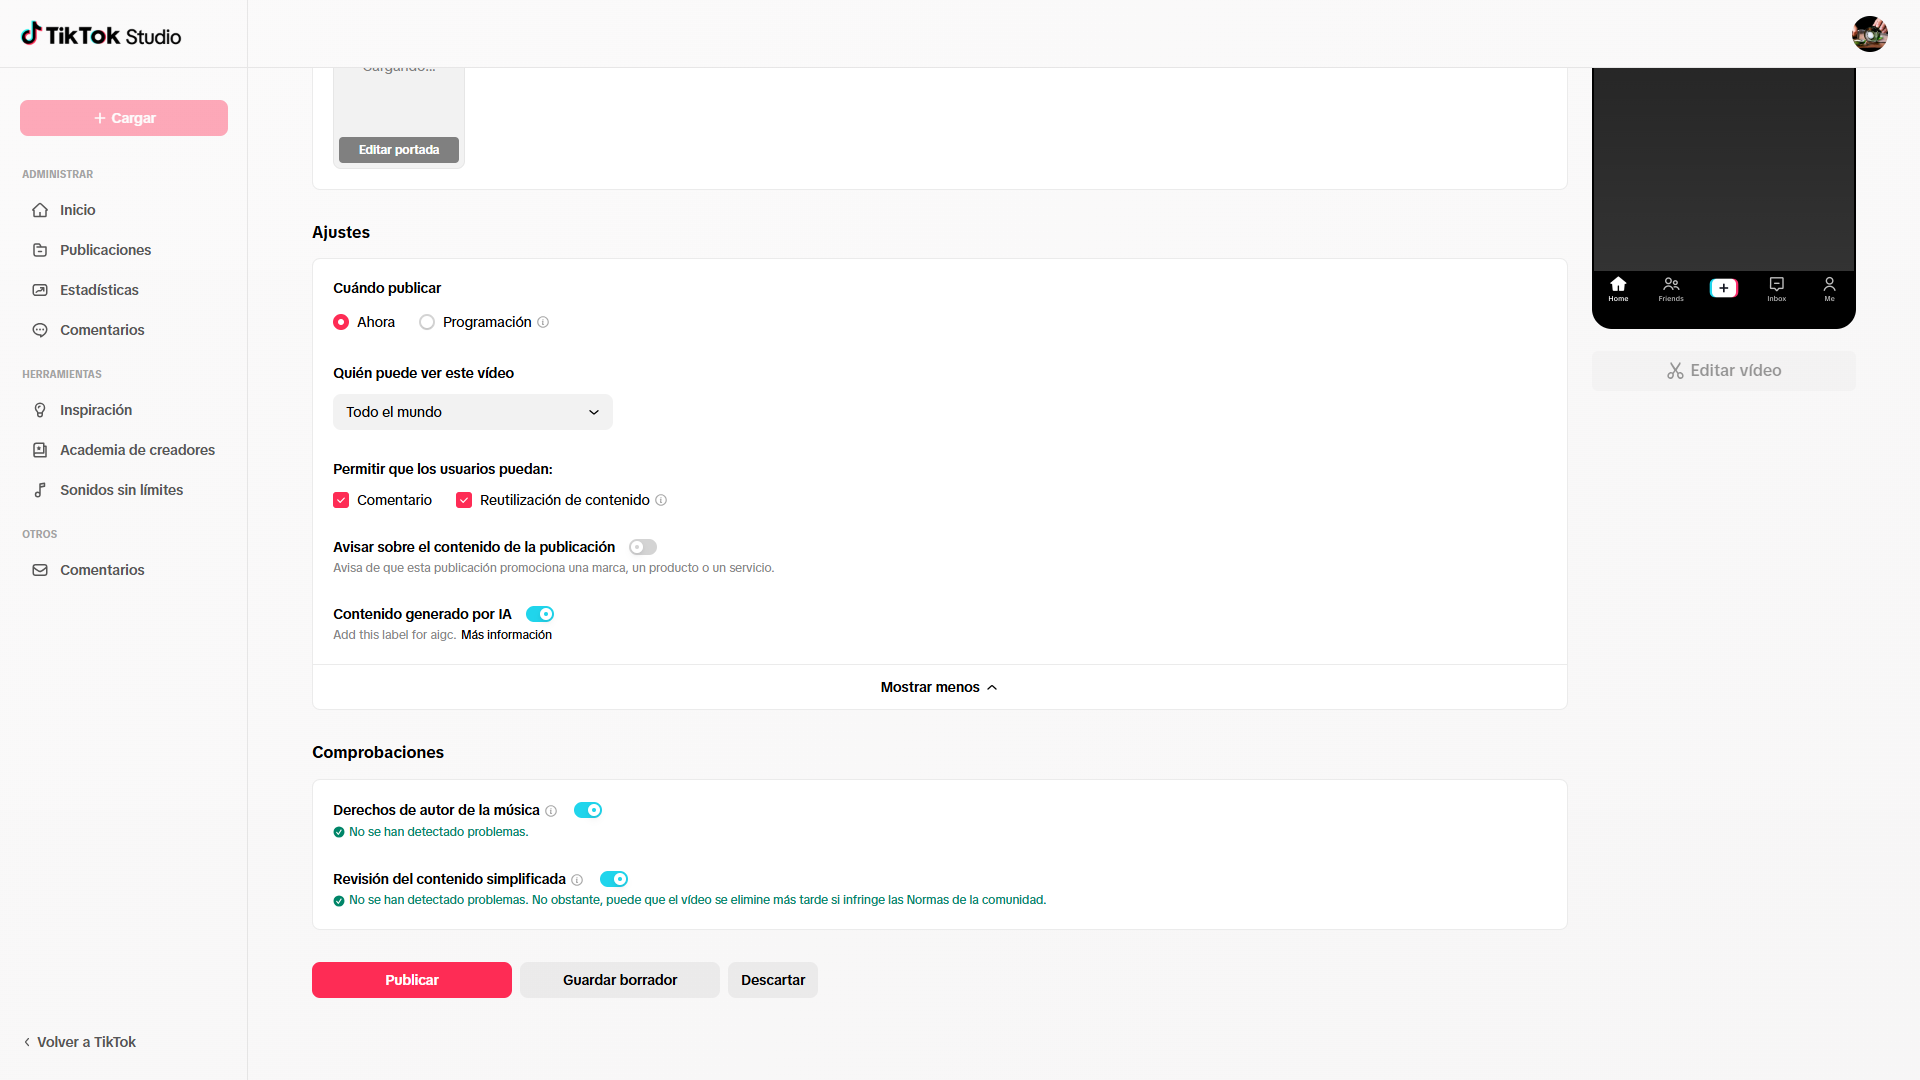 TikTok Studio
+ Cargar
ADMINISTRAR
Inicio
Publicaciones
Estadísticas
Comentarios
HERRAMIENTAS
Inspiración
Academia de creadores
Sonidos sin límites
OTROS
Comentarios
Volver a TikTok
Cargando...
Editar portada
Ajustes
Cuándo publicar
Ahora
Programación
Quién puede ver este vídeo
Todo el mundo
Permitir que los usuarios puedan:
Comentario
Reutilización de contenido
Avisar sobre el contenido de la publicación
Avisa de que esta publicación promociona una marca, un producto o un servicio.
Contenido generado por IA
Add this label for aigc. Más información
Mostrar menos
Comprobaciones
Derechos de autor de la música
No se han detectado problemas.
Revisión del contenido simplificada
No se han detectado problemas. No obstante, puede que el vídeo se elimine más tarde si infringe las Normas de la comunidad.
Publicar
Guardar borrador
Descartar
Home
Friends
Inbox
Me
Editar vídeo